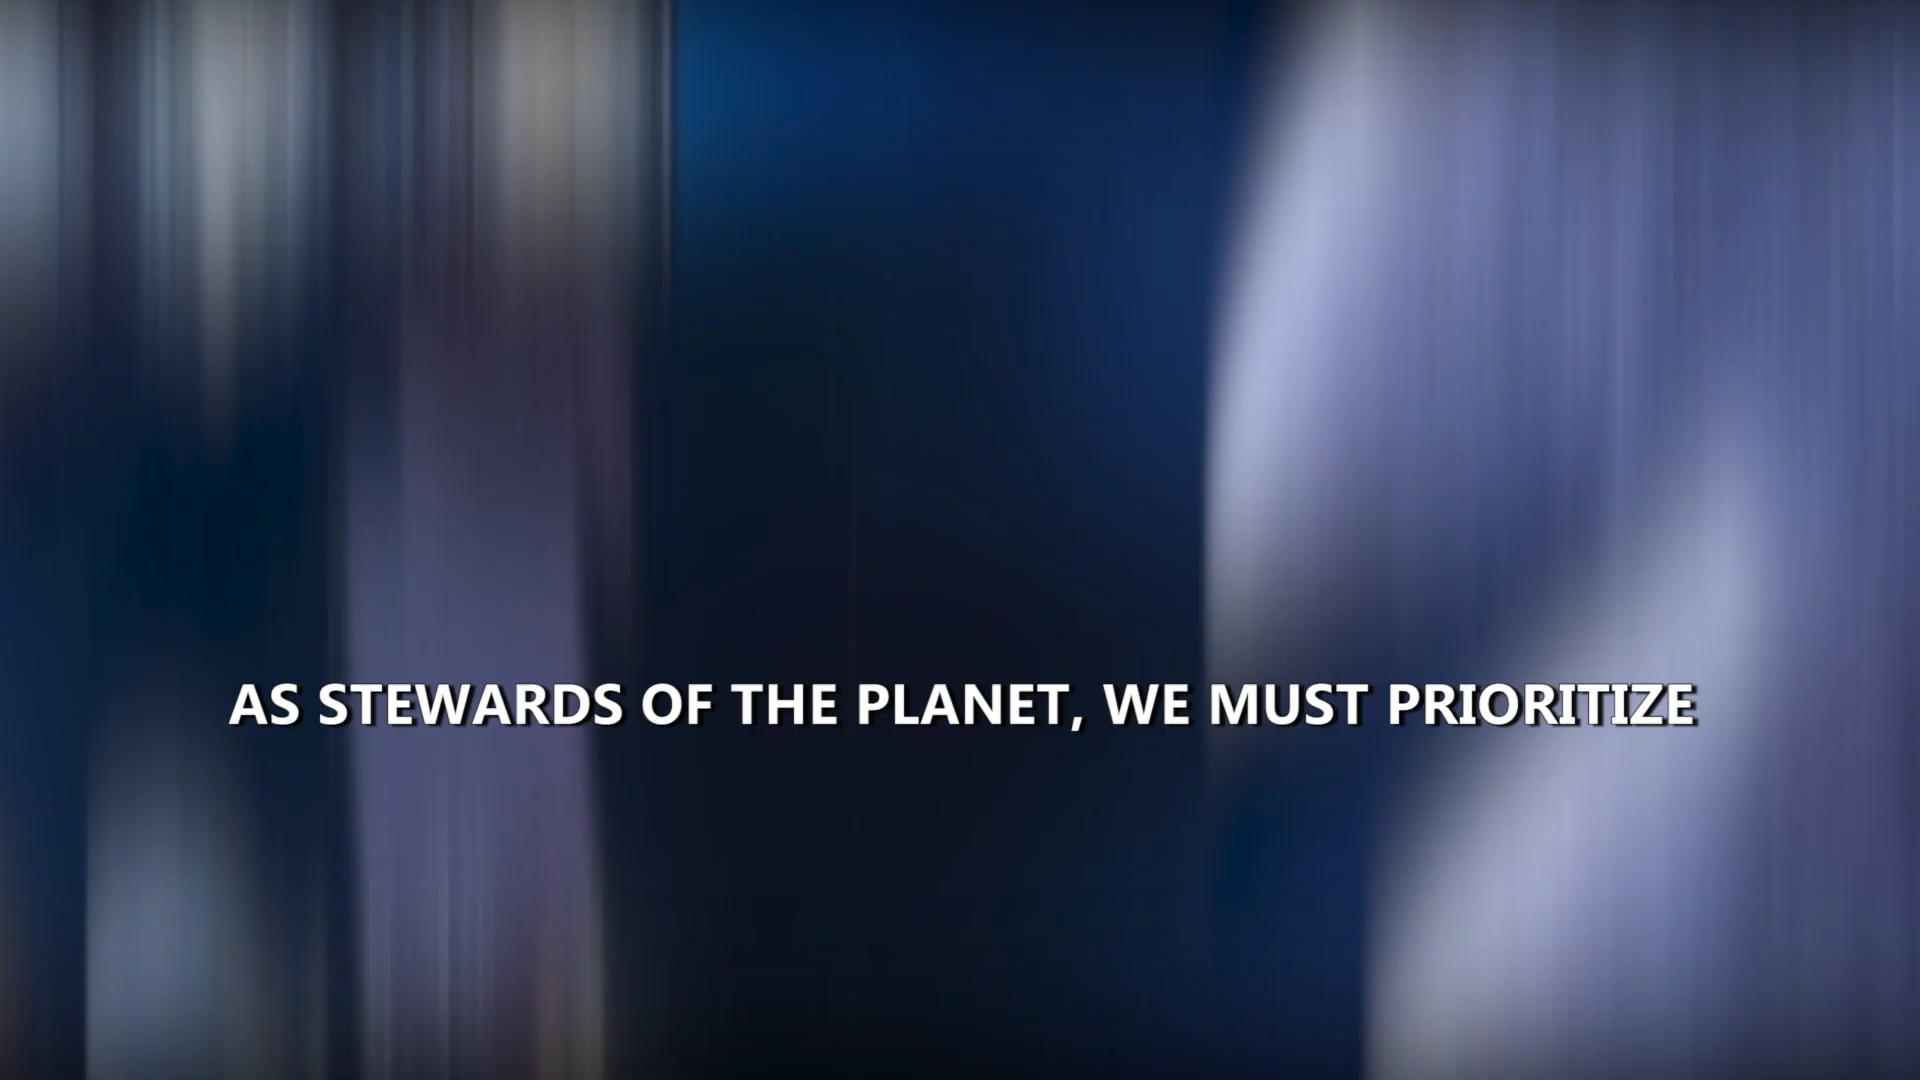 AS STEWARDS OF THE PLANET, WE MUST PRIORITIZE